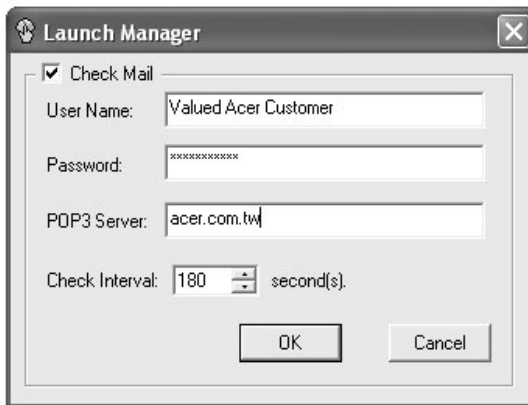 Launch Manager
Check Mail
User Name: Valued Acer Customer
Password: xxxxxxxxxxx
POP3 Server: acer.com.tw
Check Interval: 180 second(s).
OK Cancel